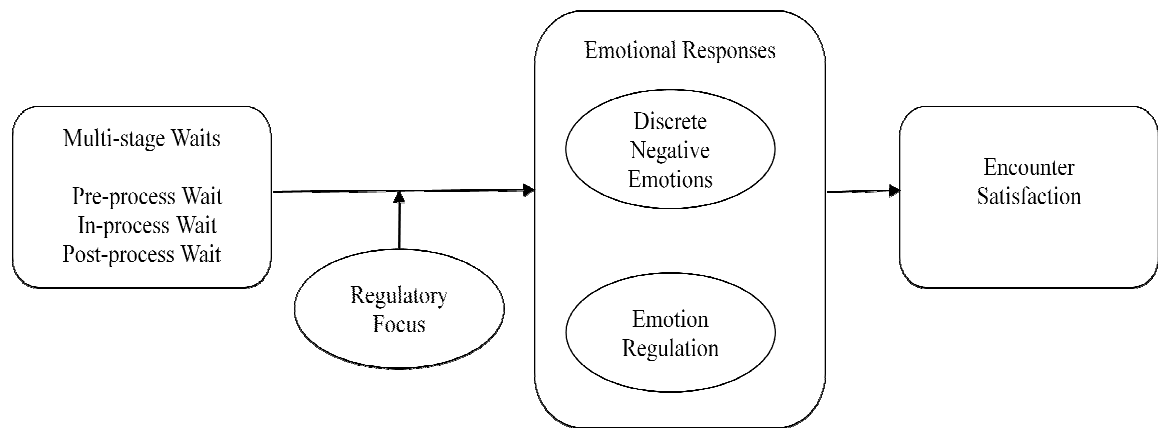 Multi-stage Waits
Pre-process Wait
In-process Wait
Post-process Wait
Regulatory
Focus
Emotional Responses
Discrete
Negative
Emotions
Emotion
Regulation
Encounter
Satisfaction